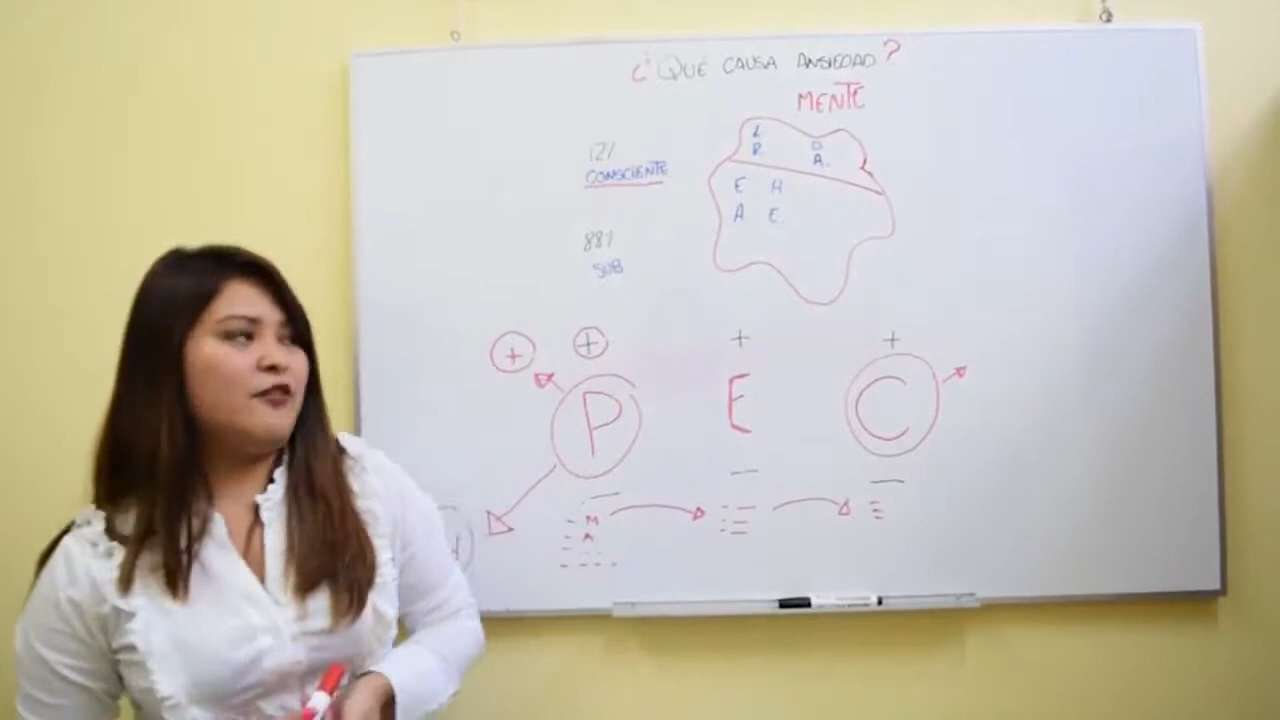 ¿QUÉ CAUSA ANSIEDAD?
MENTE
12%
CONSCIENTE
L
R.
D
A.
E H
A E
88%
SUB
+ + + +
P E C
- - -
M
A